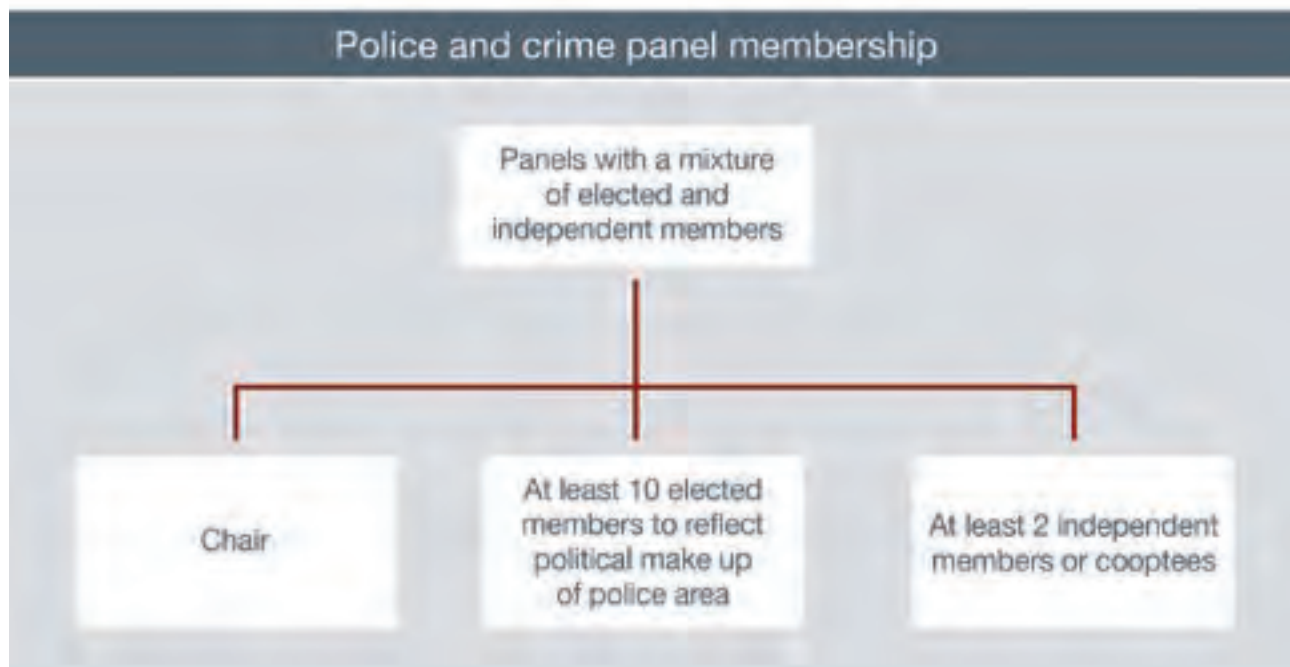 Police and crime panel membership
Panels with a mixture
of elected and
independent members
Chair
At least 10 elected
members to reflect
political make up
of police area
At least 2 independent
members or cooptees